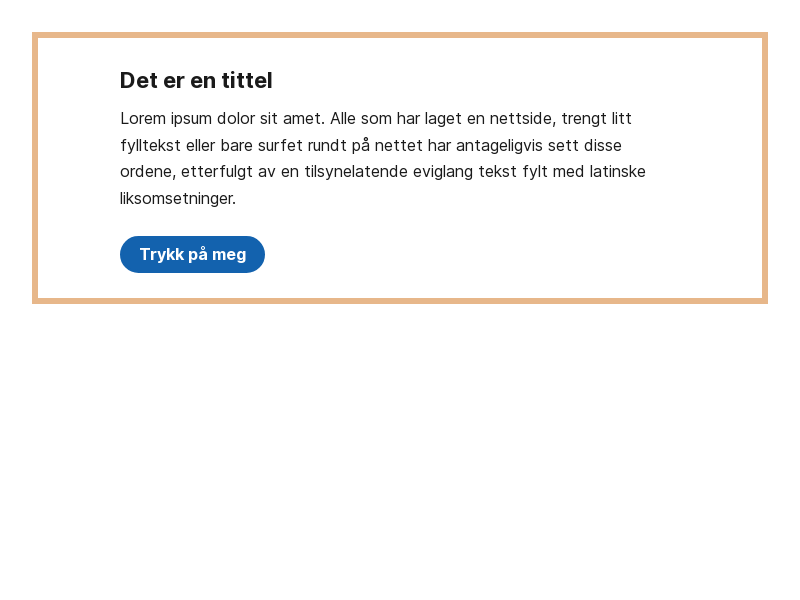 Det er en tittel
Lorem ipsum dolor sit amet. Alle som har laget en nettside, trengt litt
fylltekst eller bare surfet rundt på nettet har antageligvis sett disse
ordene, etterfulgt av en tilsynelatende eviglang tekst fylt med latinske
liksomsetninger.
Trykk på meg